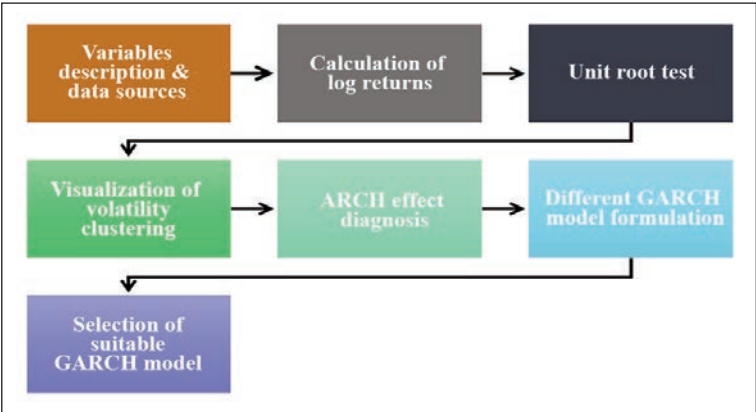 Variables
description &
data sources
Calculation of
log returns
Unit root test
Visualization of
volatility
clustering
ARCH effect
diagnosis
Different GARCH
model formulation
Selection of
suitable
GARCH model